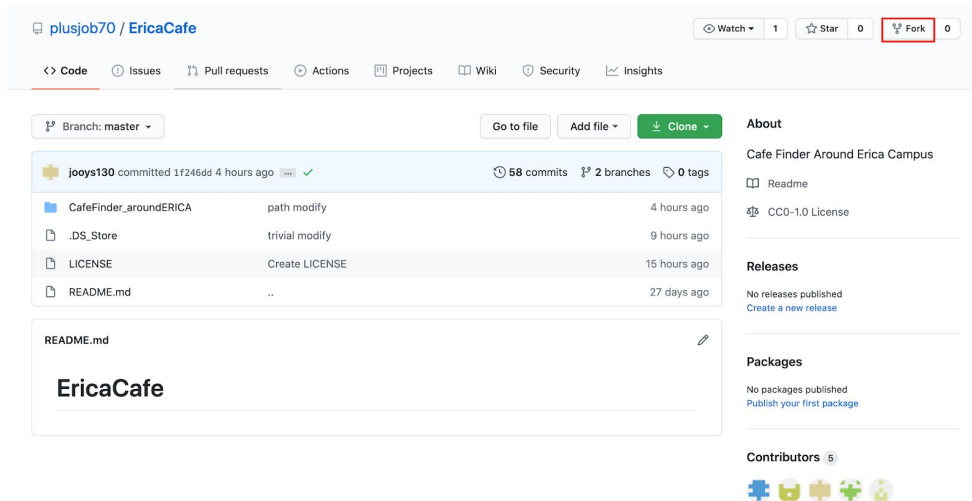 plusjob70 / EricaCafe
Watch 1 Star 0 Fork 0
<> Code Issues Pull requests Actions Projects Wiki Security Insights
Branch: master Go to file Add file Clone
jooys130 committed 1f246dd 4 hours ago ... 58 commits 2 branches 0 tags
CafeFinder_aroundERICA path modify 4 hours ago
.DS_Store trivial modify 9 hours ago
LICENSE Create LICENSE 15 hours ago
README.md .. 27 days ago
README.md
EricaCafe
About
Cafe Finder Around Erica Campus
Readme
CC0-1.0 License
Releases
No releases published
Create a new release
Packages
No packages published
Publish your first package
Contributors 5